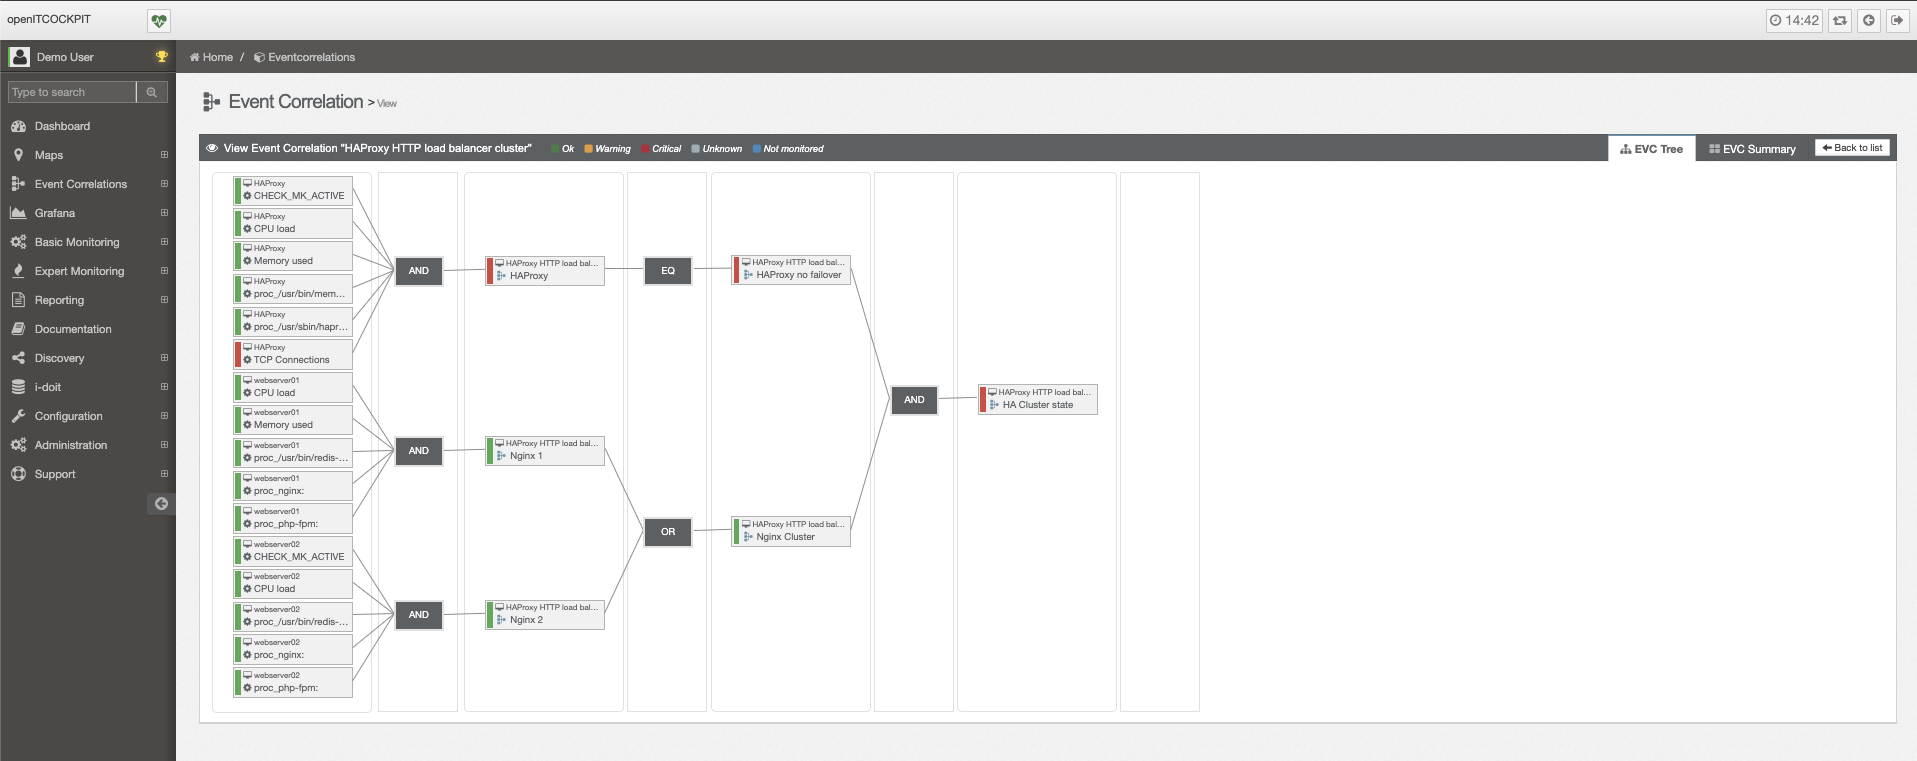 openITCOCKPIT
14:42
Demo User
Home / Eventcorrelations
Type to search
Event Correlation > View
Dashboard
Maps
Event Correlations
Grafana
Basic Monitoring
Expert Monitoring
Reporting
Documentation
Discovery
i-doit
Configuration
Administration
Support
View Event Correlation "HAProxy HTTP load balancer cluster"
Ok
Warning
Critical
Unknown
Not monitored
EVC Tree
EVC Summary
Back to list
HAProxy
CHECK_MK_ACTIVE
HAProxy
CPU load
HAProxy
Memory used
HAProxy
proc_/usr/bin/mem...
HAProxy
proc_/usr/sbin/hapr...
HAProxy
TCP Connections
webserver01
CPU load
webserver01
Memory used
webserver01
proc_/usr/bin/redis-...
webserver01
proc_nginx:
webserver01
proc_php-fpm:
webserver02
CHECK_MK_ACTIVE
webserver02
CPU load
webserver02
proc_/usr/bin/redis-...
webserver02
proc_nginx:
webserver02
proc_php-fpm:
AND
AND
AND
HAProxy HTTP load bal...
HAProxy
HAProxy HTTP load bal...
Nginx 1
HAProxy HTTP load bal...
Nginx 2
EQ
OR
HAProxy HTTP load bal...
HAProxy no failover
HAProxy HTTP load bal...
Nginx Cluster
AND
HAProxy HTTP load bal...
HA Cluster state